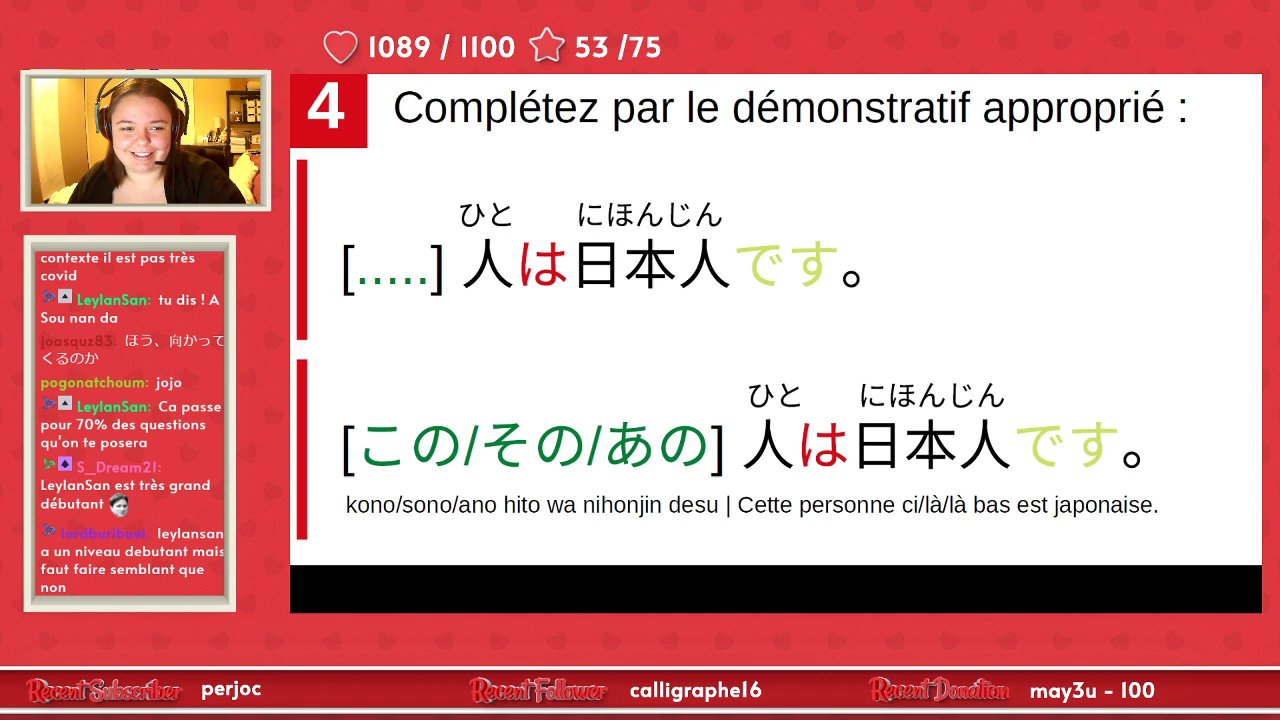 1089 / 1100 53 /75
4 Complétez par le démonstratif approprié :
ひと にほんじん
[.....] 人は日本人です。
ひと にほんじん
[この/その/あの] 人は日本人です。
kono/sono/ano hito wa nihonjin desu | Cette personne ci/là/là bas est japonaise.
contexte il est pas très
covid
LeylanSan: tu dis ! A
Sou nan da
joasquz83: ほう、向かって
くるのか
pogonatchoum: jojo
LeylanSan: Ca passe
pour 70% des questions
qu'on te posera
S_Dream21:
LeylanSan est très grand
débutant
lordburibuel: leylansan
a un niveau debutant mais
faut faire semblant que
non
Recent Subscriber perjoc
Recent Follower calligraphe16
Recent Donation may3u - 100